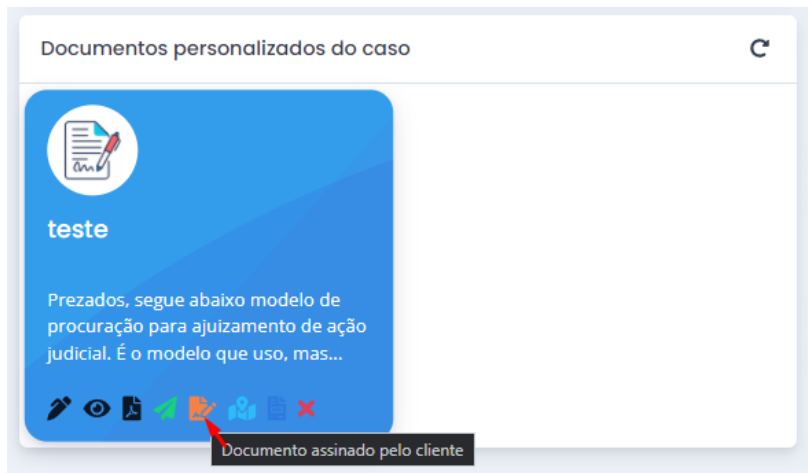 Documentos personalizados do caso
teste
Prezados, segue abaixo modelo de
procuração para ajuizamento de ação
judicial. É o modelo que uso, mas...
Documento assinado pelo cliente